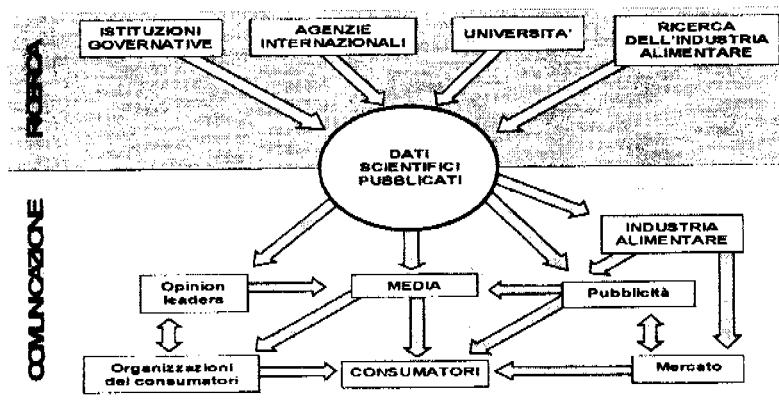 ISTITUZIONI
GOVERNATIVE
AGENZIE
INTERNAZIONALI
UNIVERSITA'
RICERCA
DELL'INDUSTRIA
ALIMENTARE
RICERCA
DATI
SCIENTIFICI
PUBBLICATI
COMUNICAZIONE
INDUSTRIA
ALIMENTARE
Opinion
leaders
MEDIA
Pubblicità
Organizzazioni
dei consumatori
CONSUMATORI
Mercato